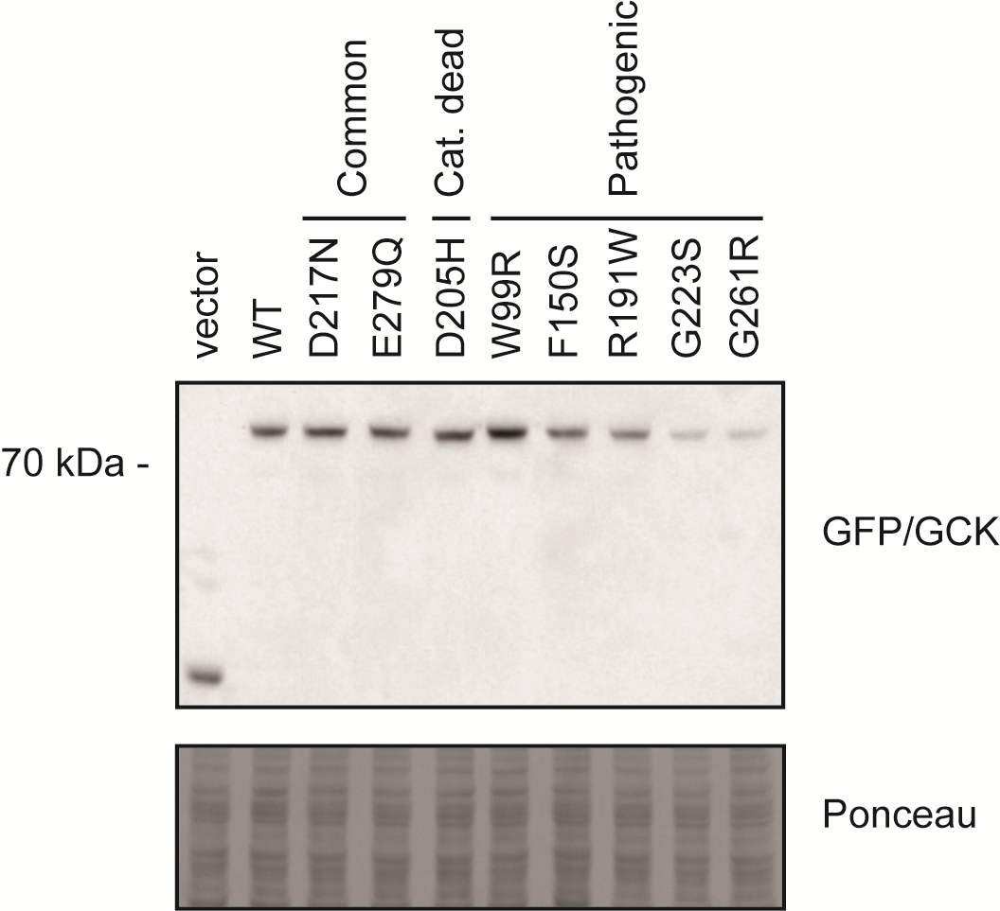 Common
Cat. dead
Pathogenic
vector
WT
D217N
E279Q
D205H
W99R
F150S
R191W
G223S
G261R
70 kDa -
GFP/GCK
Ponceau